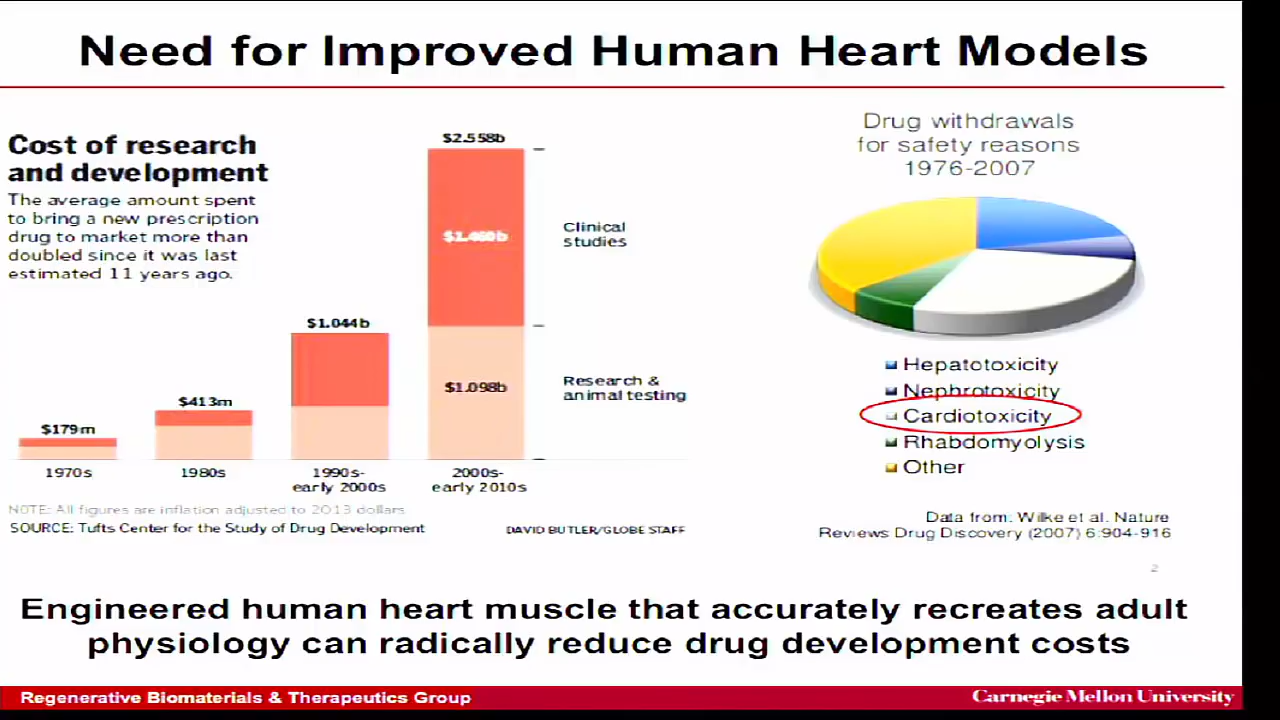 Need for Improved Human Heart Models
Cost of research
and development
The average amount spent
to bring a new prescription
drug to market more than
doubled since it was last
estimated 11 years ago.
$2.558b
$1.460b
Clinical
studies
$1.044b
Research &
animal testing
$1.098b
$413m
$179m
1970s
1980s
1990s-
early 2000s
2000s-
early 2010s
NOTE: All figures are inflation adjusted to 2013 dollars
SOURCE: Tufts Center for the Study of Drug Development
DAVID BUTLER/GLOBE STAFF
Drug withdrawals
for safety reasons
1976-2007
Hepatotoxicity
Nephrotoxicity
Cardiotoxicity
Rhabdomyolysis
Other
Data from: Wilke et al. Nature
Reviews Drug Discovery (2007) 6:904-916
2
Engineered human heart muscle that accurately recreates adult
physiology can radically reduce drug development costs
Regenerative Biomaterials & Therapeutics Group
Carnegie Mellon University